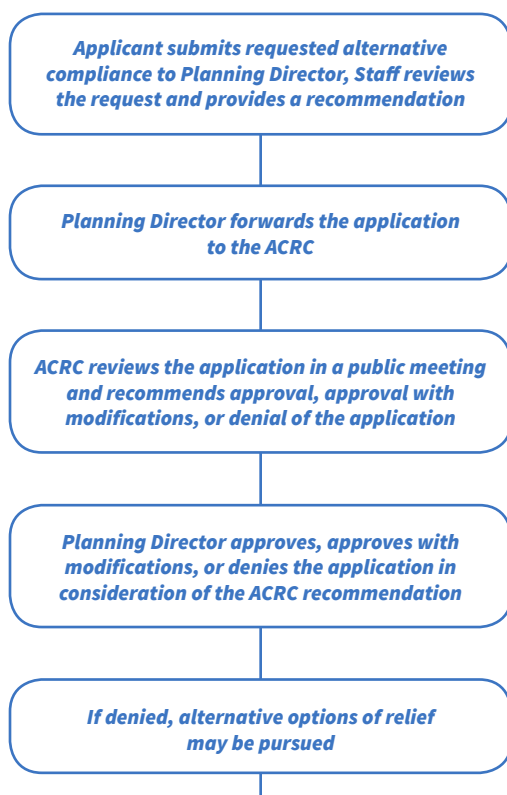 Applicant submits requested alternative
compliance to Planning Director, Staff reviews
the request and provides a recommendation
Planning Director forwards the application
to the ACRC
ACRC reviews the application in a public meeting
and recommends approval, approval with
modifications, or denial of the application
Planning Director approves, approves with
modifications, or denies the application in
consideration of the ACRC recommendation
If denied, alternative options of relief
may be pursued